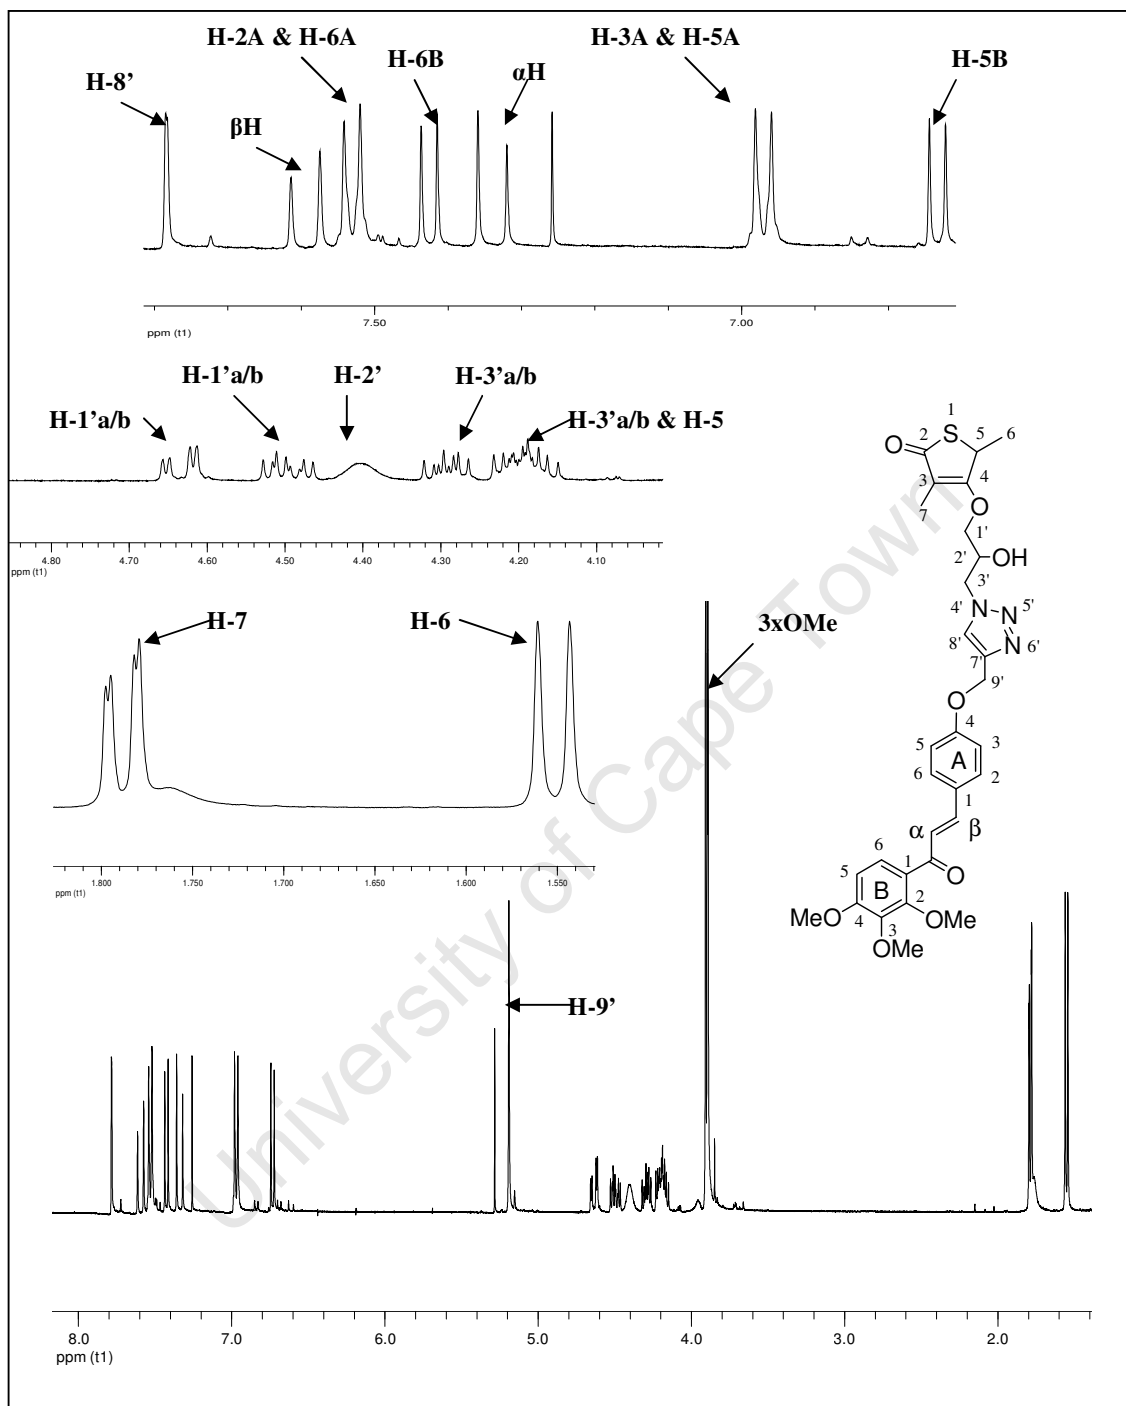 H-2A & H-6A
H-3A & H-5A
H-6B
αH
H-5B
H-8’
βH
7.50
7.00
ppm (t1)
H-1’a/b
H-2’
H-3’a/b
H-1’a/b
H-3’a/b & H-5
4.80
4.70
4.60
4.50
4.40
4.30
4.20
4.10
ppm (t1)
H-7
H-6
3xOMe
1.800
1.750
1.700
1.650
1.600
1.550
ppm (t1)
1
S
2
5
6
O
3
4
7
O
1'
2'
OH
3'
4'
N
N
5'
8'
N
6'
7'
9'
O
4
5
3
A
6
2
1
α
β
6
5
1
O
B
2
MeO
4
3
OMe
OMe
H-9’
University of Cape Town
8.0
7.0
6.0
5.0
4.0
3.0
2.0
ppm (t1)